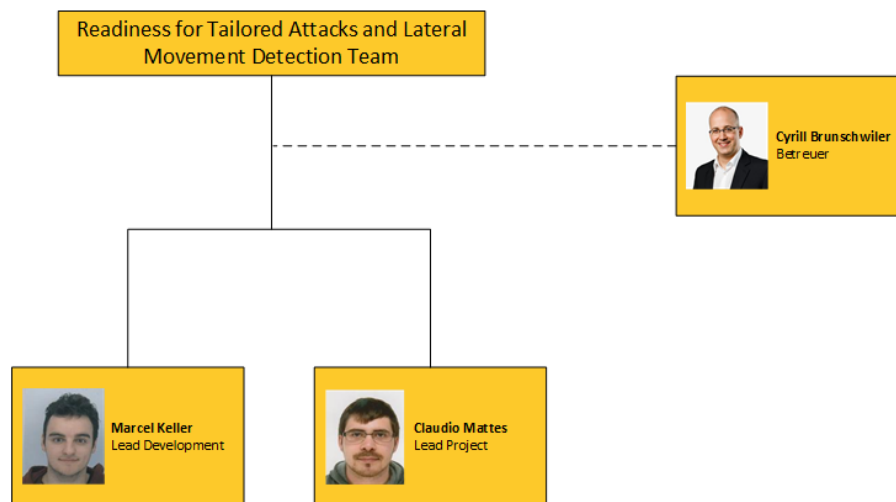 Readiness for Tailored Attacks and Lateral
Movement Detection Team
Cyrill Brunschwiler
Betreuer
Marcel Keller
Lead Development
Claudio Mattes
Lead Project